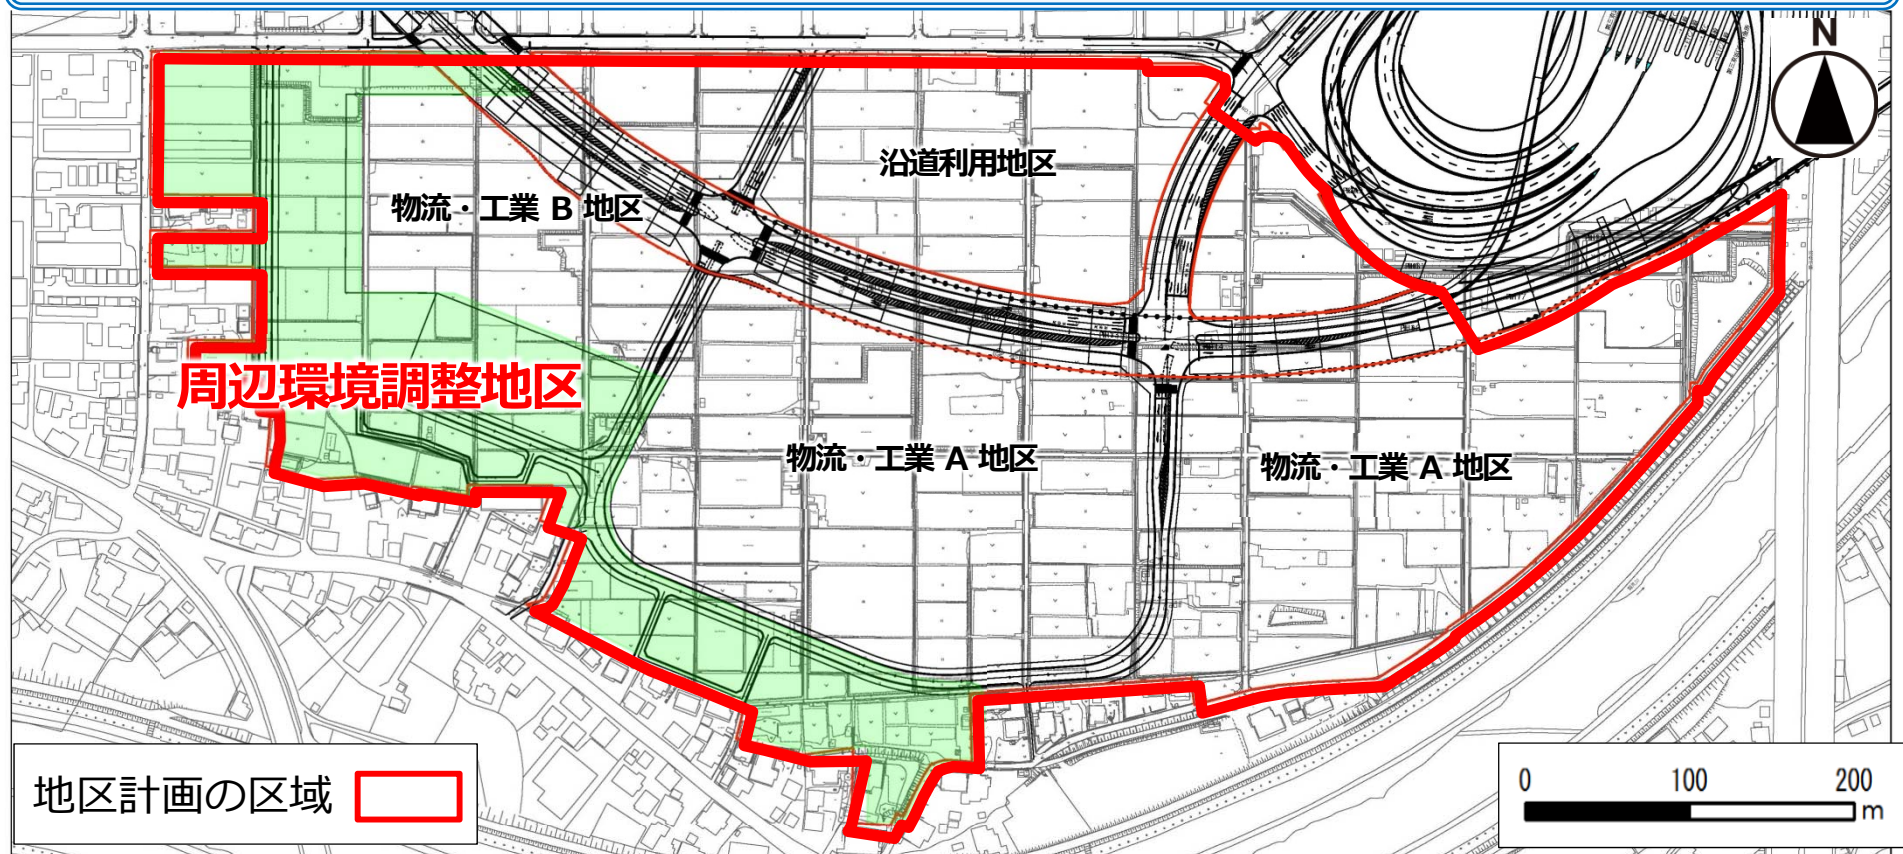 N
沿道利用地区
物流・工業 B 地区
周辺環境調整地区
物流・工業 A 地区
物流・工業 A 地区
地区計画の区域
0 100 200
m